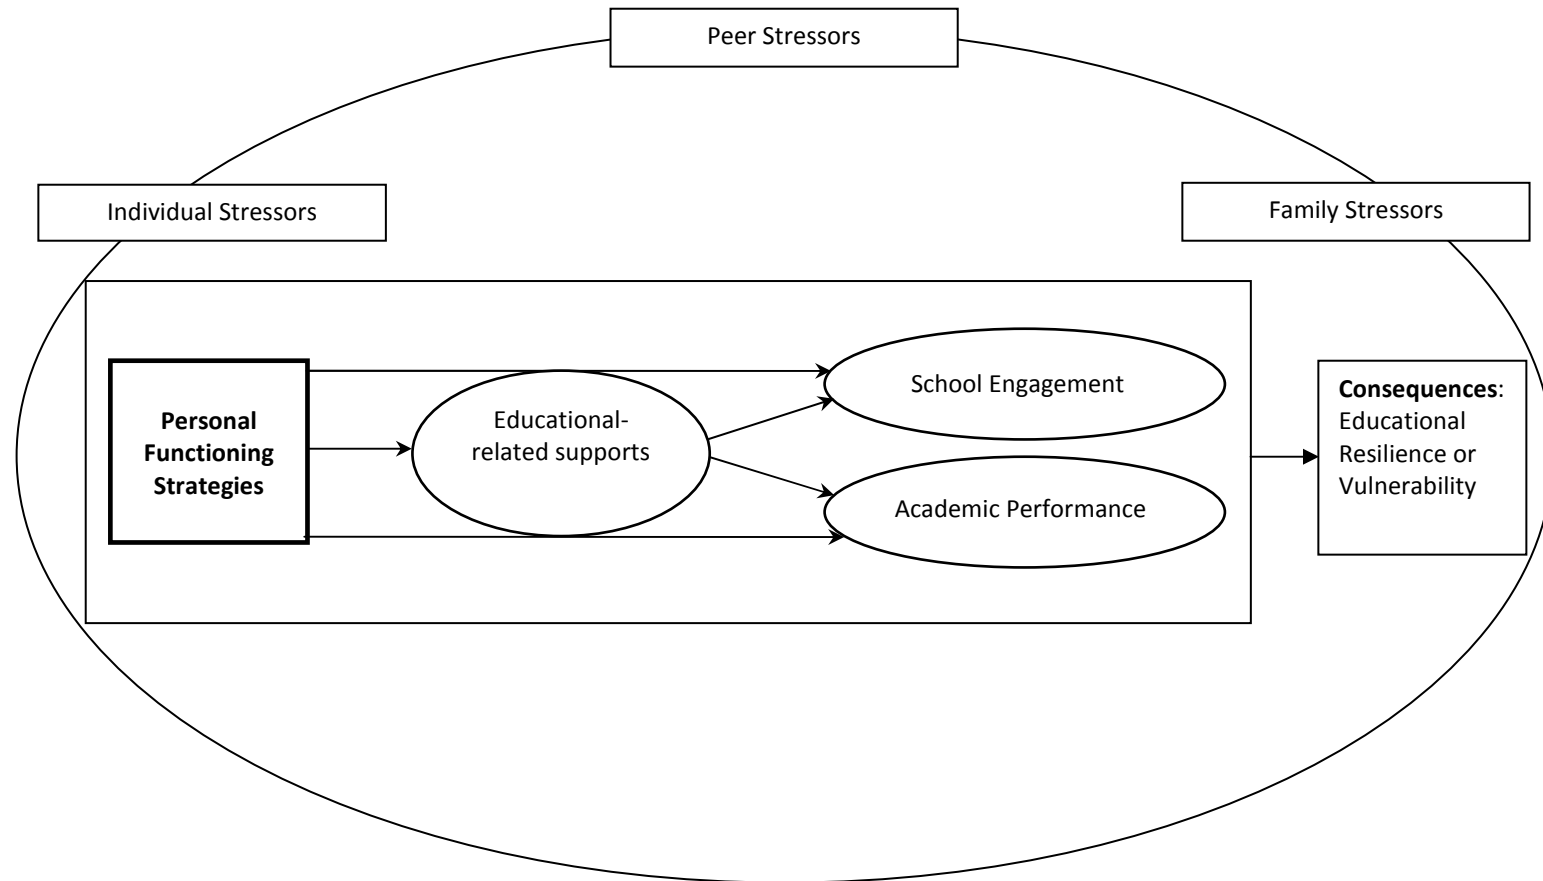 Peer Stressors
Individual Stressors
Family Stressors
Personal
Functioning
Strategies
Educational-
related supports
School Engagement
Academic Performance
Consequences:
Educational
Resilience or
Vulnerability